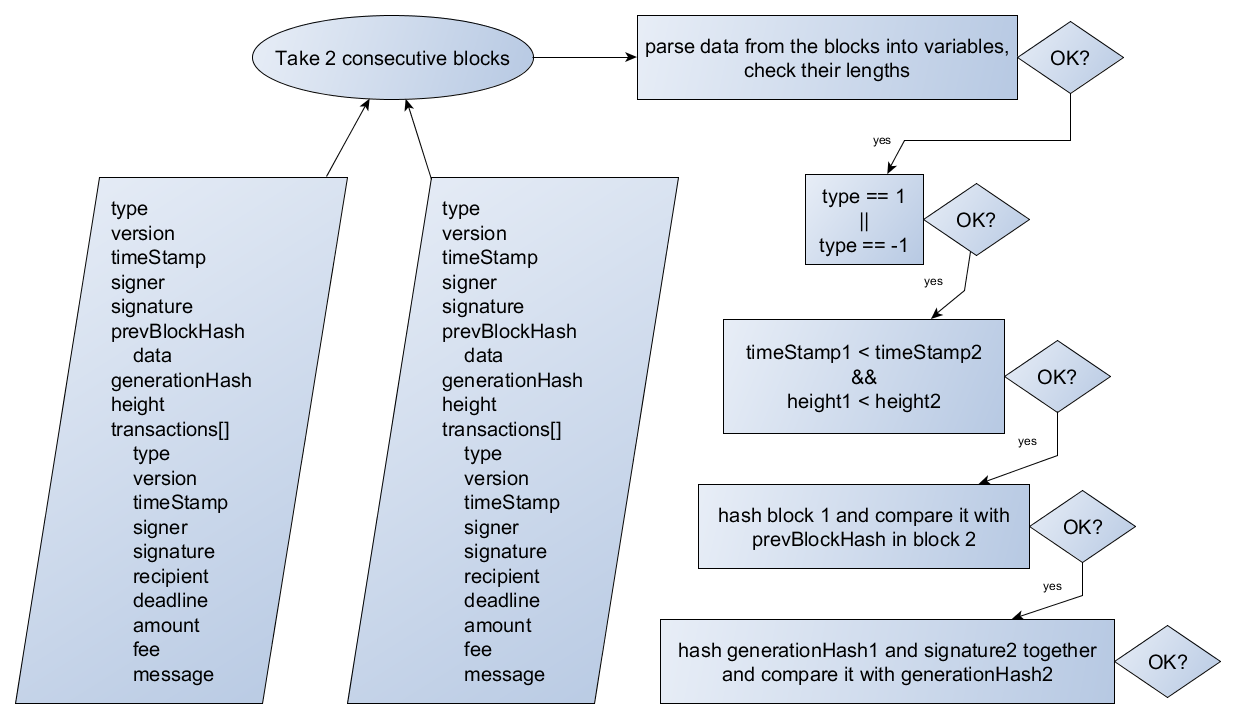 Take 2 consecutive blocks
parse data from the blocks into variables,
check their lengths
OK?
yes
type == 1
||
type == -1
OK?
yes
timeStamp1 < timeStamp2
&&
height1 < height2
OK?
yes
hash block 1 and compare it with
prevBlockHash in block 2
OK?
yes
hash generationHash1 and signature2 together
and compare it with generationHash2
OK?
type
version
timeStamp
signer
signature
prevBlockHash
data
generationHash
height
transactions[]
type
version
timeStamp
signer
signature
recipient
deadline
amount
fee
message
type
version
timeStamp
signer
signature
prevBlockHash
data
generationHash
height
transactions[]
type
version
timeStamp
signer
signature
recipient
deadline
amount
fee
message